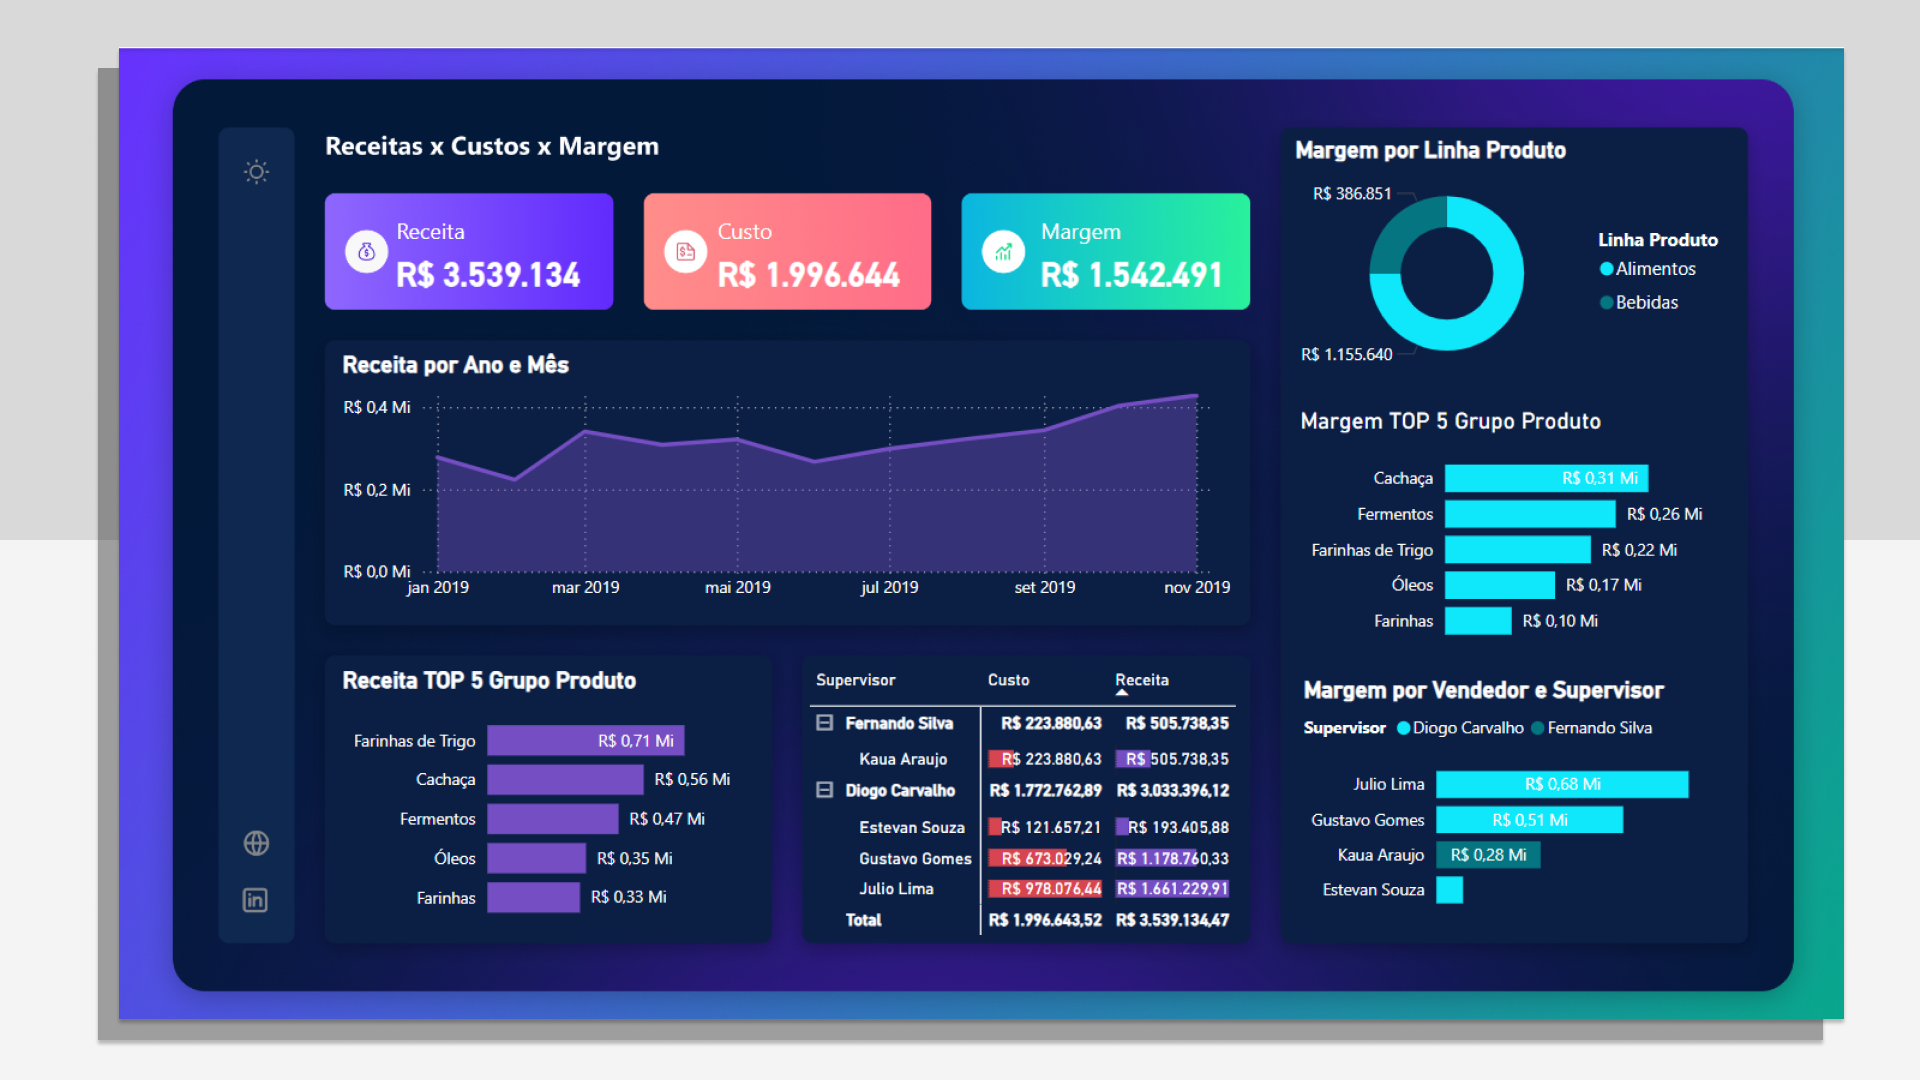 Receitas x Custos x Margem
Receita
R$ 3.539.134
Custo
R$ 1.996.644
Margem
R$ 1.542.491
Receita por Ano e Mês
R$ 0,4 Mi
R$ 0,2 Mi
R$ 0,0 Mi
jan 2019 mar 2019 mai 2019 jul 2019 set 2019 nov 2019
Receita TOP 5 Grupo Produto
Farinhas de Trigo R$ 0,71 Mi
Cachaça R$ 0,56 Mi
Fermentos R$ 0,47 Mi
Óleos R$ 0,35 Mi
Farinhas R$ 0,33 Mi
Supervisor Custo Receita
Fernando Silva R$ 223.880,63 R$ 505.738,35
Kaua Araujo R$ 223.880,63 R$ 505.738,35
Diogo Carvalho R$ 1.772.762,89 R$ 3.033.396,12
Estevan Souza R$ 121.657,21 R$ 193.405,88
Gustavo Gomes R$ 673.029,24 R$ 1.178.760,33
Julio Lima R$ 978.076,44 R$ 1.661.229,91
Total R$ 1.996.643,52 R$ 3.539.134,47
Margem por Linha Produto
R$ 386.851
R$ 1.155.640
Linha Produto
Alimentos
Bebidas
Margem TOP 5 Grupo Produto
Cachaça R$ 0,31 Mi
Fermentos R$ 0,26 Mi
Farinhas de Trigo R$ 0,22 Mi
Óleos R$ 0,17 Mi
Farinhas R$ 0,10 Mi
Margem por Vendedor e Supervisor
Supervisor Diogo Carvalho Fernando Silva
Julio Lima R$ 0,68 Mi
Gustavo Gomes R$ 0,51 Mi
Kaua Araujo R$ 0,28 Mi
Estevan Souza
in